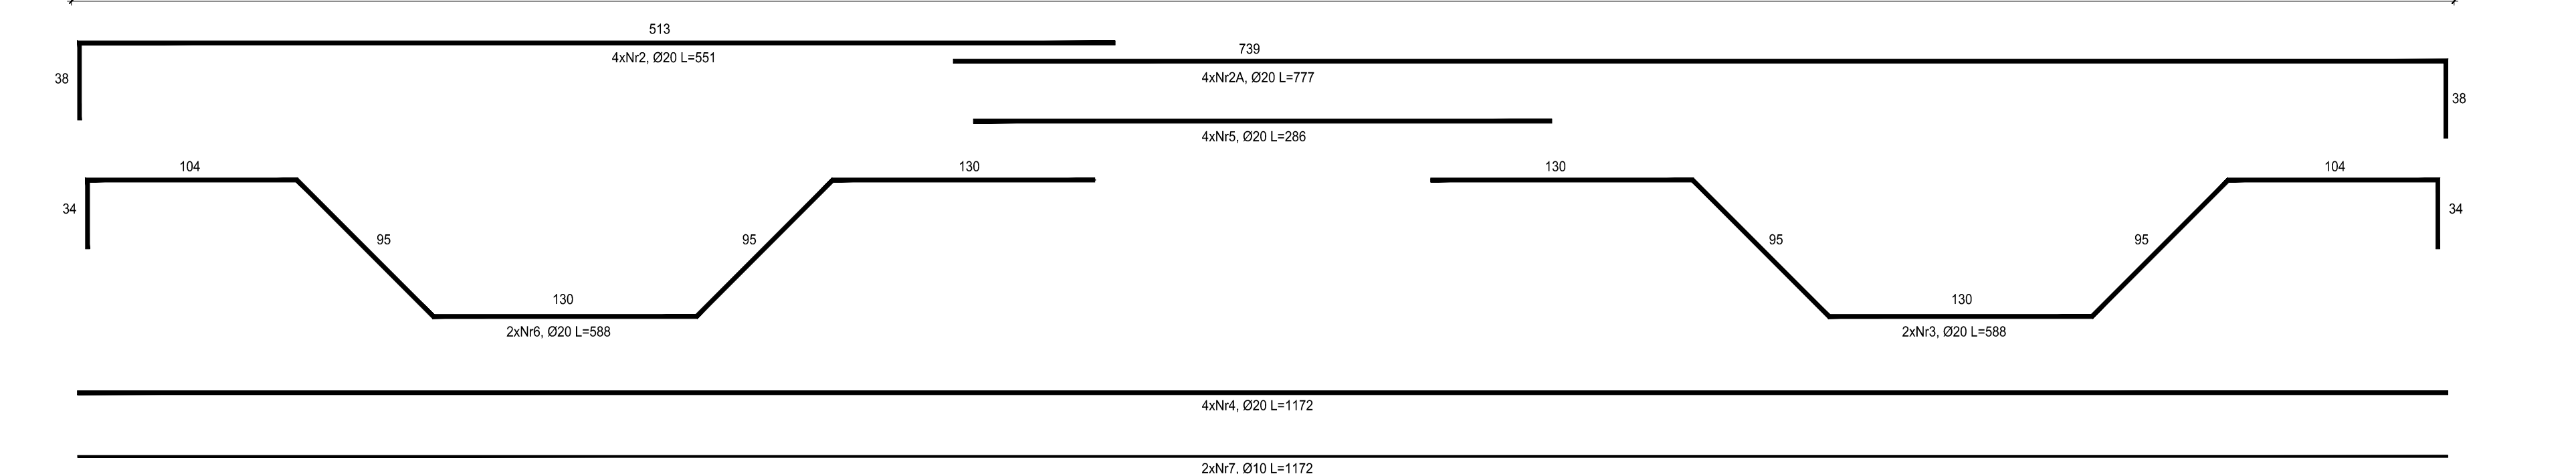 513
4xNr2, Ø20 L=551
739
4xNr2A, Ø20 L=777
38
38
4xNr5, Ø20 L=286
104
130
130
104
34
34
95
95
95
95
130
130
2xNr6, Ø20 L=588
2xNr3, Ø20 L=588
4xNr4, Ø20 L=1172
2xNr7, Ø10 L=1172